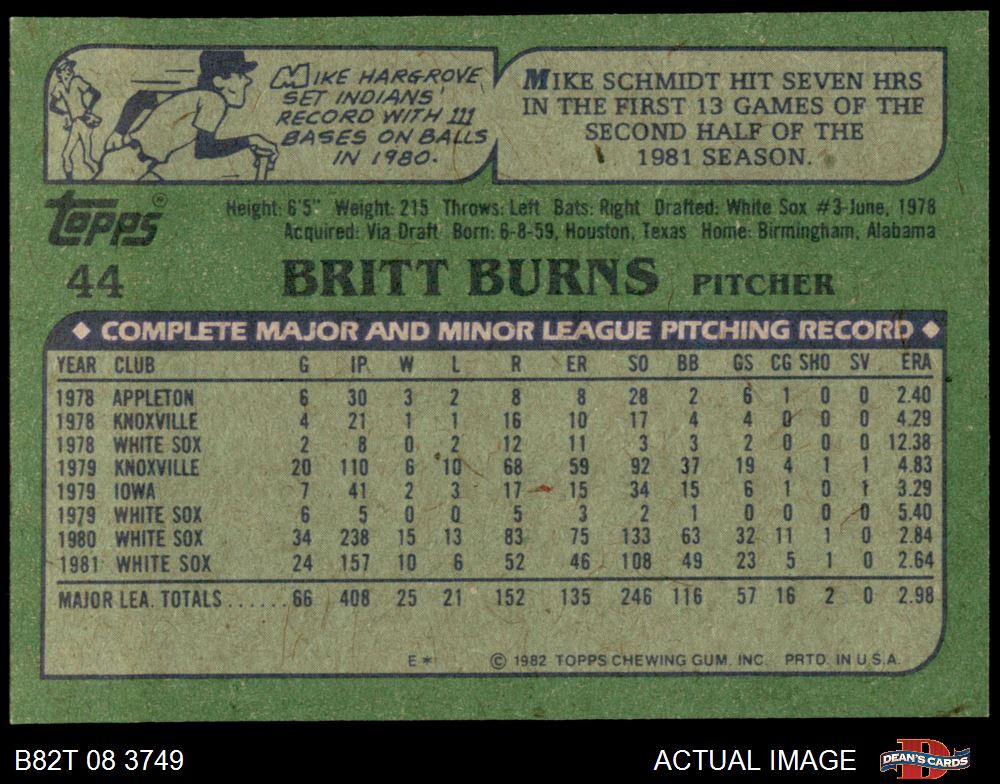 MIKE HARGROVE
SET INDIANS'
RECORD WITH 111
BASES ON BALLS
IN 1980.
MIKE SCHMIDT HIT SEVEN HRS
IN THE FIRST 13 GAMES OF THE
SECOND HALF OF THE
1981 SEASON.
Topps®
Height: 6'5" Weight: 215 Throws: Left Bats: Right Drafted: White Sox #3-June, 1978
Acquired: Via Draft Born: 6-8-59, Houston, Texas Home: Birmingham, Alabama
44 BRITT BURNS PITCHER
◆ COMPLETE MAJOR AND MINOR LEAGUE PITCHING RECORD ◆
YEAR CLUB G IP W L R ER SO BB GS CG SHO SV ERA
1978 APPLETON 6 30 3 2 8 8 28 2 6 1 0 0 2.40
1978 KNOXVILLE 4 21 1 1 16 10 17 4 4 0 0 0 4.29
1978 WHITE SOX 2 8 0 2 12 11 3 3 2 0 0 0 12.38
1979 KNOXVILLE 20 110 6 10 68 59 92 37 19 4 1 1 4.83
1979 IOWA 7 41 2 3 17 15 34 15 6 1 0 1 3.29
1979 WHITE SOX 6 5 0 0 5 3 2 1 0 0 0 0 5.40
1980 WHITE SOX 34 238 15 13 83 75 133 63 32 11 1 0 2.84
1981 WHITE SOX 24 157 10 6 52 46 108 49 23 5 1 0 2.64
MAJOR LEA. TOTALS ...... 66 408 25 21 152 135 246 116 57 16 2 0 2.98
E* © 1982 TOPPS CHEWING GUM, INC. PRTD. IN U.S.A.
B82T 08 3749 ACTUAL IMAGE D DEAN'S CARDS